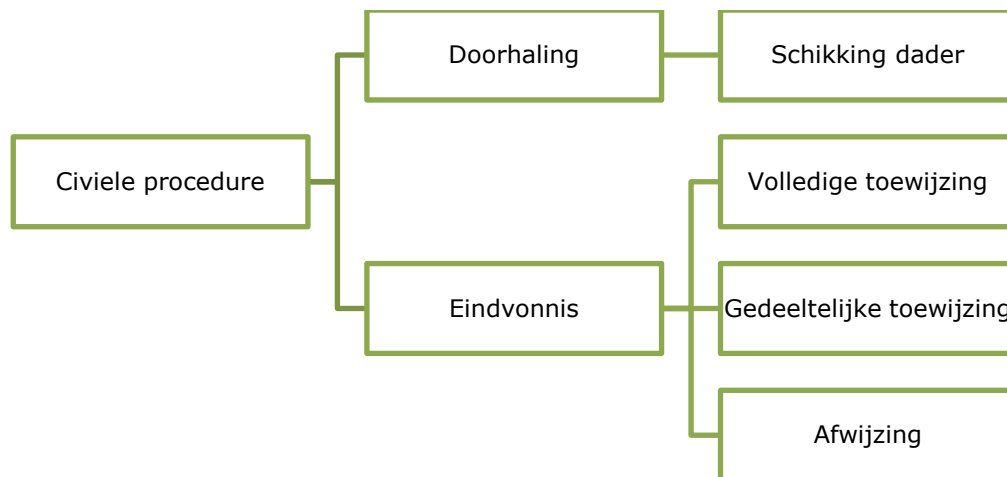 Doorhaling
Schikking dader
Civiele procedure
Volledige toewijzing
Eindvonnis
Gedeeltelijke toewijzing
Afwijzing